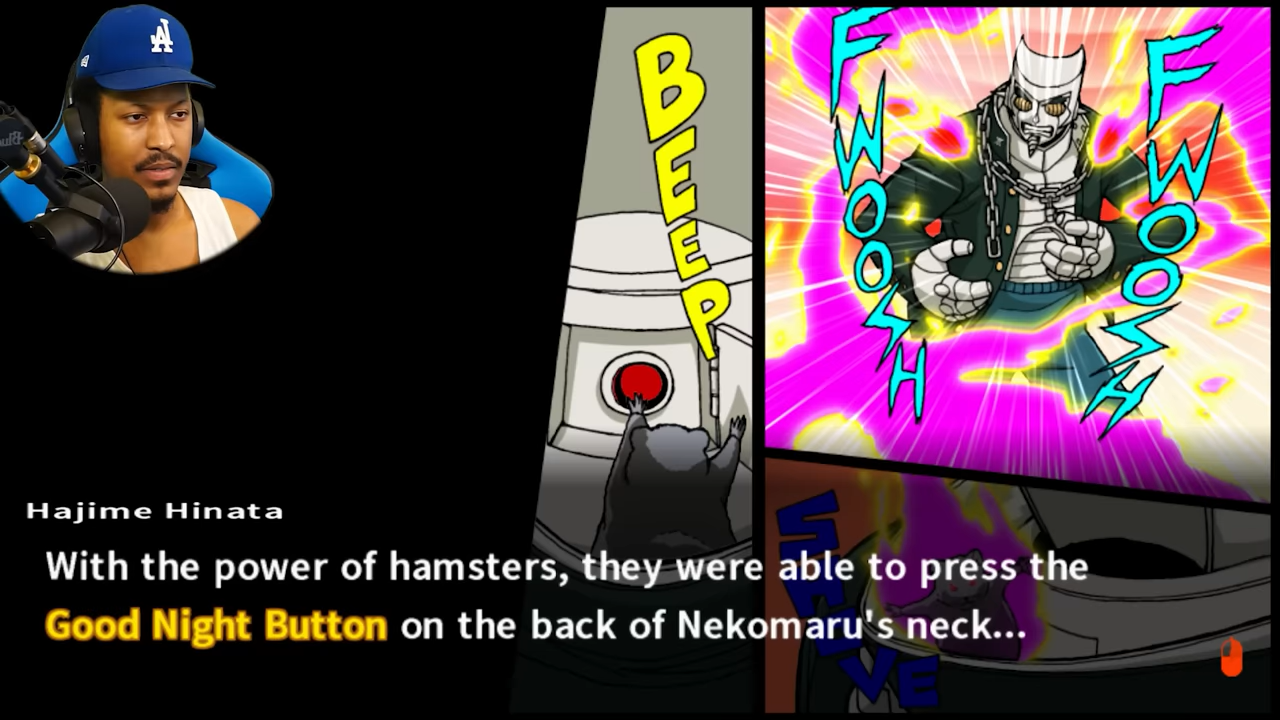 BEEP
FWOOSH
FWOOSH
SHOVE
Hajime Hinata
With the power of hamsters, they were able to press the
Good Night Button on the back of Nekomaru's neck...